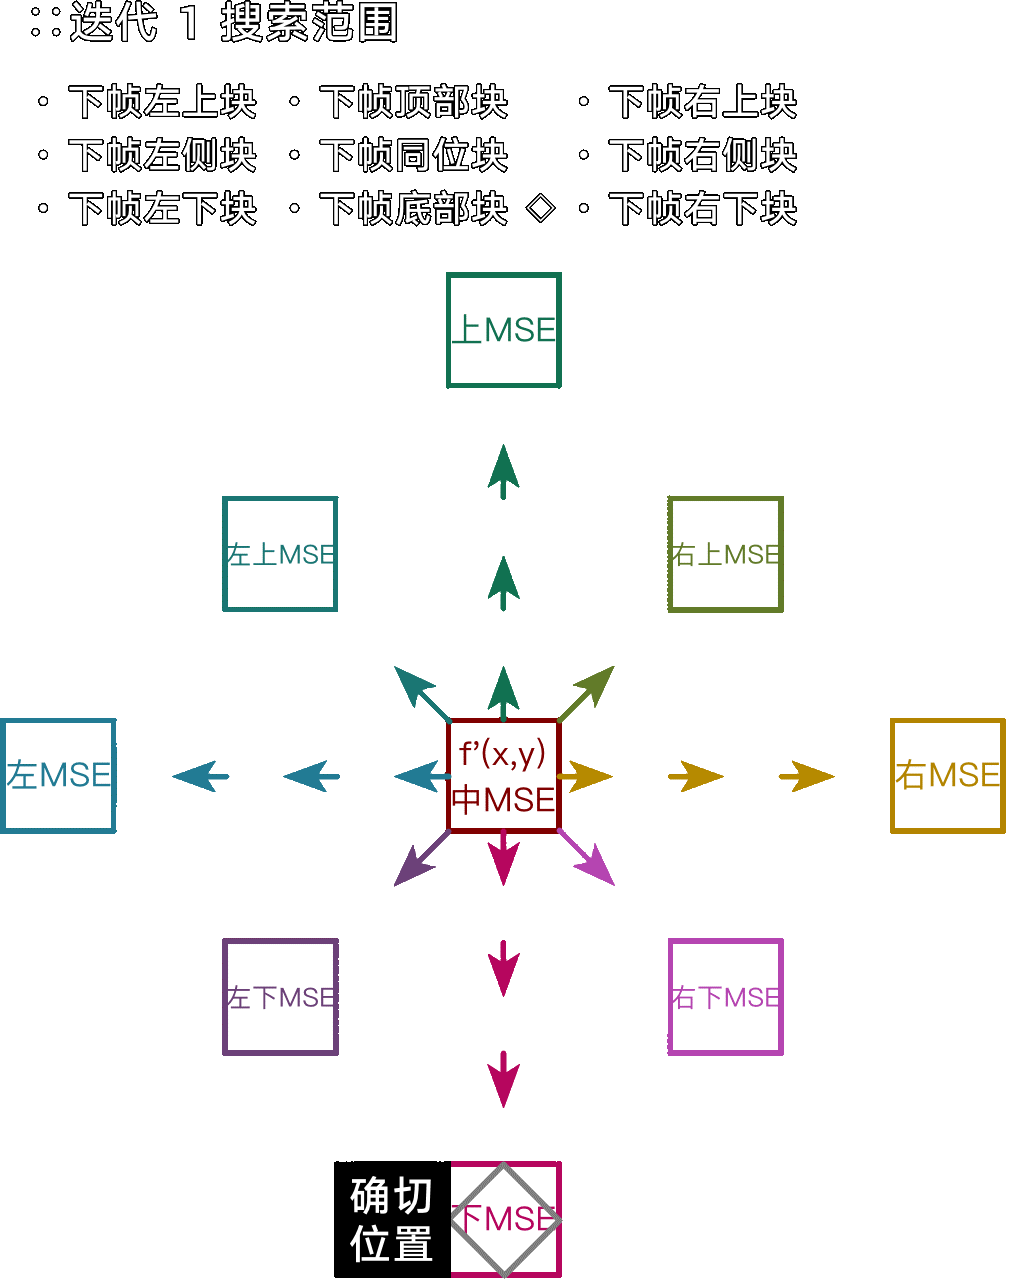 迭代 1 搜索范围
• 下帧左上块 • 下帧顶部块 • 下帧右上块
• 下帧左侧块 • 下帧同位块 • 下帧右侧块
• 下帧左下块 • 下帧底部块 ◇ • 下帧右下块
上MSE
左上MSE 右上MSE
左MSE
f'(x,y)
中MSE
右MSE
左下MSE 右下MSE
确切
位置
下MSE